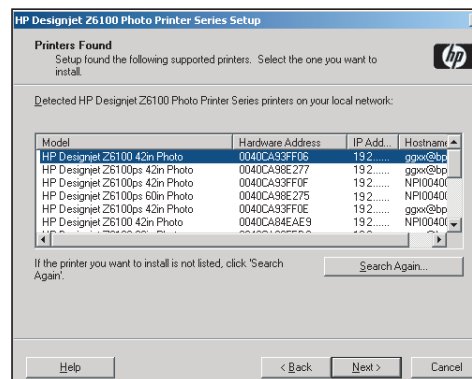 HP Designjet Z6100 Photo Printer Series Setup
Printers Found
Setup found the following supported printers. Select the one you want to
install.
hp
Detected HP Designjet Z6100 Photo Printer Series printers on your local network:
Model Hardware Address IP Add... Hostname
HP Designjet Z6100 42in Photo 0040CA93FF06 192...... ggxx@bp
HP Designjet Z6100ps 42in Photo 0040CA98E277 192...... ggxx@bp
HP Designjet Z6100ps 42in Photo 0040CA93FF0F 192...... NPI0040(
HP Designjet Z6100ps 60in Photo 0040CA98E275 192...... NPI0040(
HP Designjet Z6100ps 42in Photo 0040CA93FF0E 192...... ggxx@bp
HP Designjet Z6100 42in Photo 0040CA84EAE9 192...... NPI0040(
If the printer you want to install is not listed, click 'Search
Again'.
Search Again...
Help
< Back
Next >
Cancel